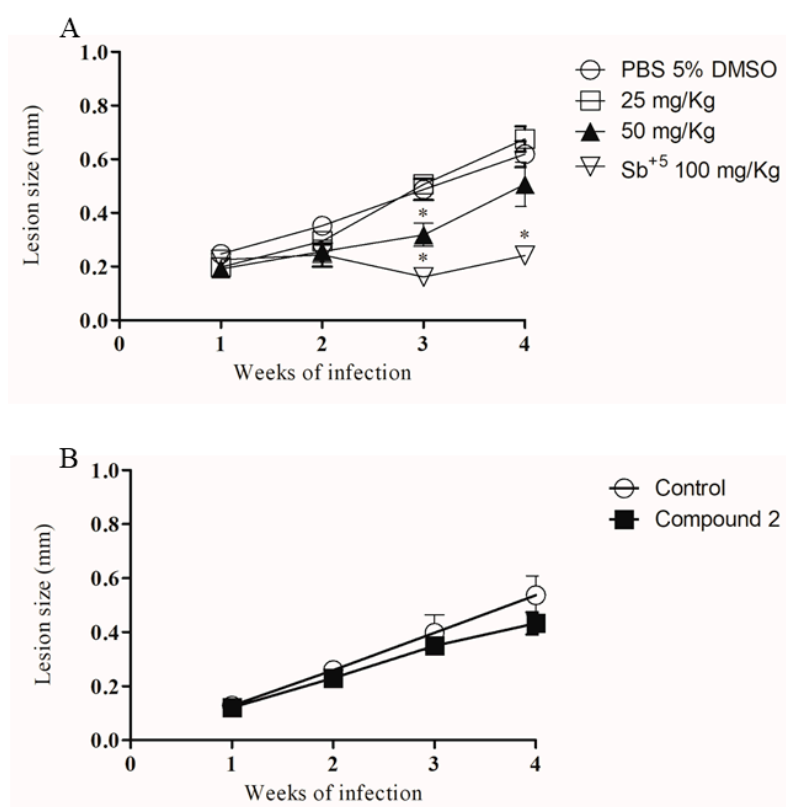 A
1.0
0.8
0.6
0.4
0.2
0.0
Lesion size (mm)
0 1 2 3 4
Weeks of infection
* * *
PBS 5% DMSO
25 mg/Kg
50 mg/Kg
Sb+5 100 mg/Kg
B
1.0
0.8
0.6
0.4
0.2
0.0
Lesion size (mm)
0 1 2 3 4
Weeks of infection
Control
Compound 2